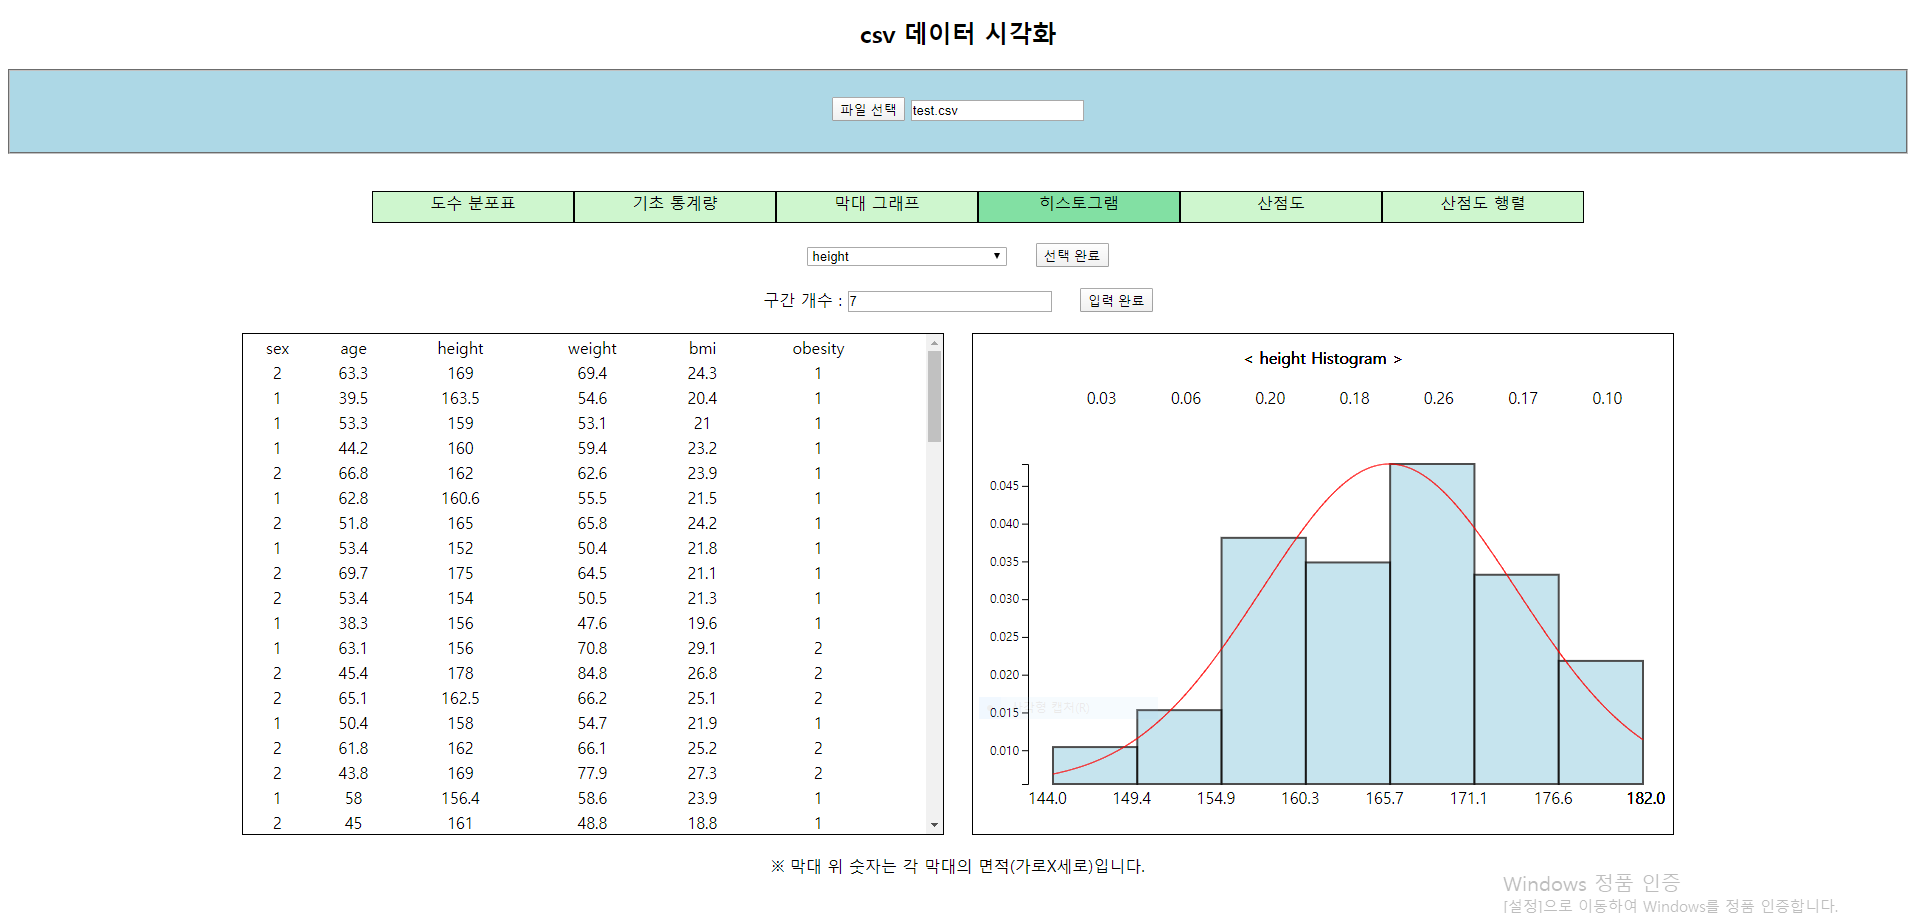 csv 데이터 시각화
파일 선택 test.csv
도수 분포표 기초 통계량 막대 그래프 히스토그램 산점도 산점도 행렬
height 선택 완료
구간 개수 : 7 입력 완료
sex age height weight bmi obesity
2 63.3 169 69.4 24.3 1
1 39.5 163.5 54.6 20.4 1
1 53.3 159 53.1 21 1
1 44.2 160 59.4 23.2 1
2 66.8 162 62.6 23.9 1
1 62.8 160.6 55.5 21.5 1
2 51.8 165 65.8 24.2 1
1 53.4 152 50.4 21.8 1
2 69.7 175 64.5 21.1 1
2 53.4 154 50.5 21.3 1
1 38.3 156 47.6 19.6 1
1 63.1 156 70.8 29.1 2
2 45.4 178 84.8 26.8 2
2 65.1 162.5 66.2 25.1 2
1 50.4 158 54.7 21.9 1
2 61.8 162 66.1 25.2 2
2 43.8 169 77.9 27.3 2
1 58 156.4 58.6 23.9 1
2 45 161 48.8 18.8 1
< height Histogram >
0.03 0.06 0.20 0.18 0.26 0.17 0.10
0.045
0.040
0.035
0.030
0.025
0.020
0.015 캡처(R)
0.010
144.0 149.4 154.9 160.3 165.7 171.1 176.6 182.0
※ 막대 위 숫자는 각 막대의 면적(가로X세로)입니다.
Windows 정품 인증
[설정]으로 이동하여 Windows를 정품 인증합니다.